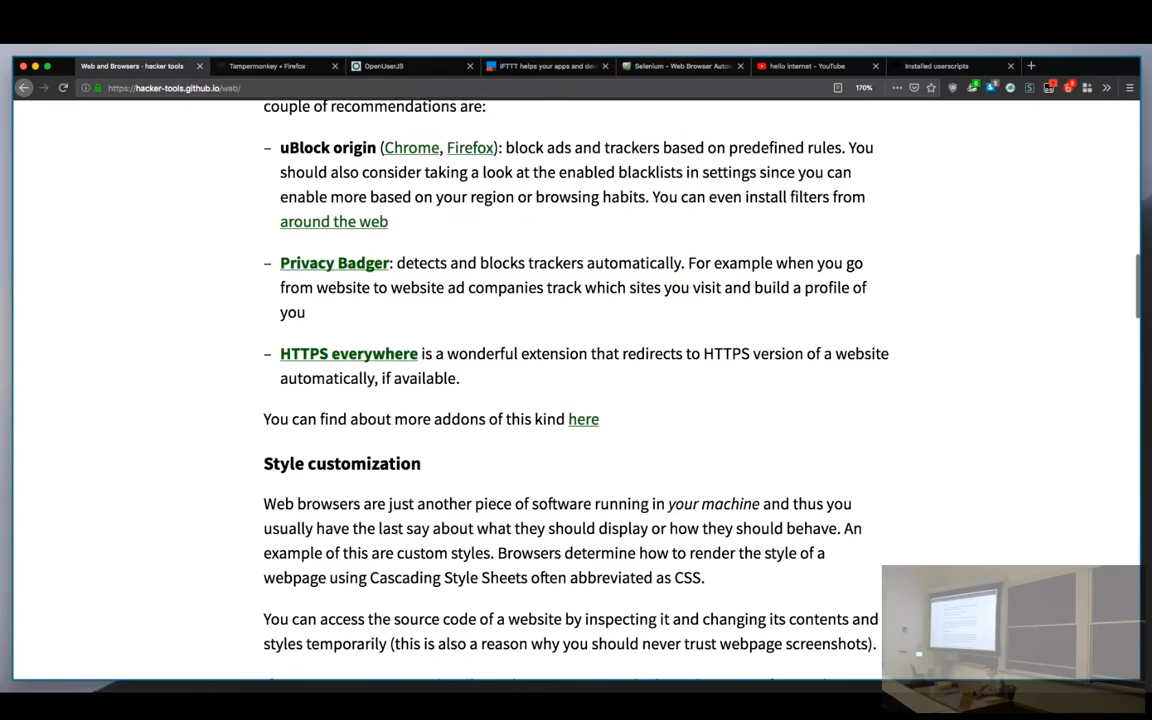 Web and Browsers · hacker tools
Tampermonkey • Firefox
OpenUserJS
IFTTT helps your apps and dev
Selenium - Web Browser Autom
hello internet - YouTube
Installed userscripts
https://hacker-tools.github.io/web/
170%
couple of recommendations are:
– uBlock origin (Chrome, Firefox): block ads and trackers based on predefined rules. You
should also consider taking a look at the enabled blacklists in settings since you can
enable more based on your region or browsing habits. You can even install filters from
around the web
– Privacy Badger: detects and blocks trackers automatically. For example when you go
from website to website ad companies track which sites you visit and build a profile of
you
– HTTPS everywhere is a wonderful extension that redirects to HTTPS version of a website
automatically, if available.
You can find about more addons of this kind here
Style customization
Web browsers are just another piece of software running in your machine and thus you
usually have the last say about what they should display or how they should behave. An
example of this are custom styles. Browsers determine how to render the style of a
webpage using Cascading Style Sheets often abbreviated as CSS.
You can access the source code of a website by inspecting it and changing its contents and
styles temporarily (this is also a reason why you should never trust webpage screenshots).